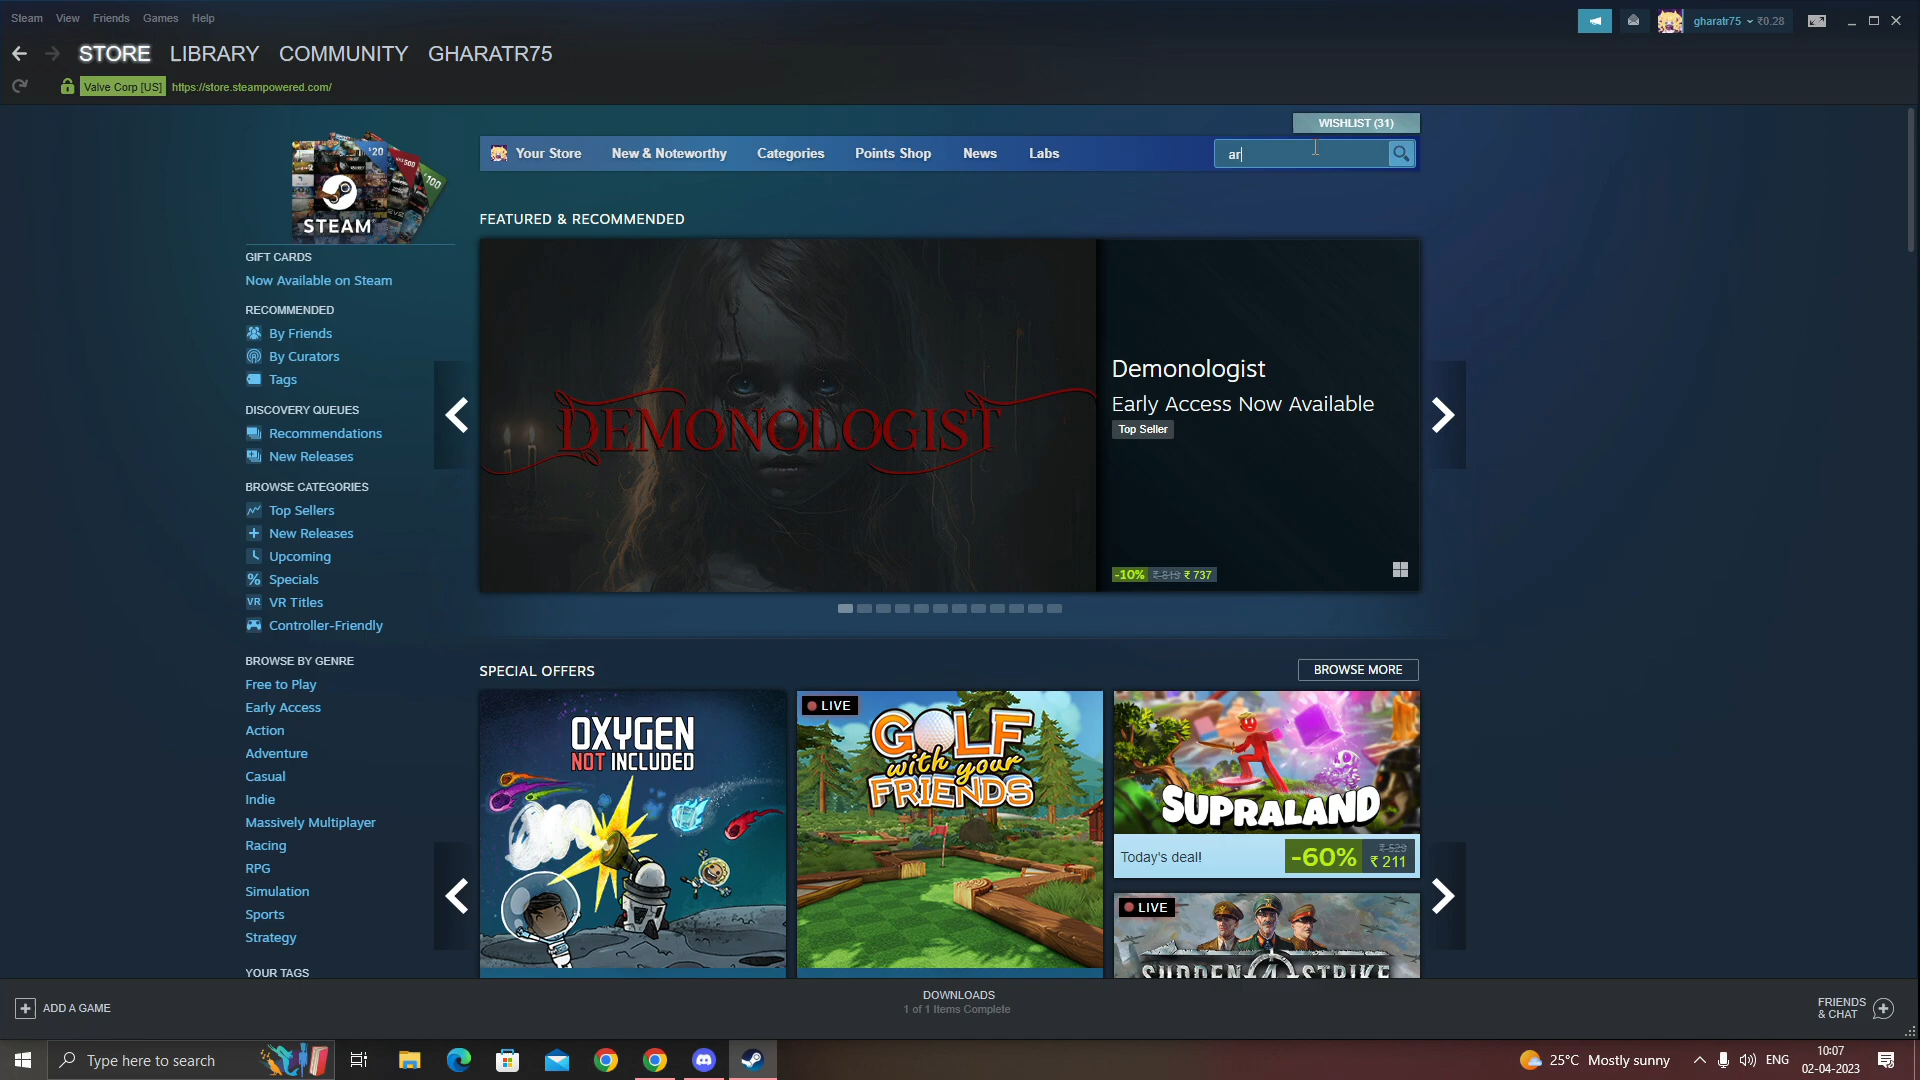 Steam View Friends Games Help
gharatr75 ₹0.28
STORE LIBRARY COMMUNITY GHARATR75
Valve Corp [US] https://store.steampowered.com/
WISHLIST (31)
Your Store New & Noteworthy Categories Points Shop News Labs
ar
STEAM
GIFT CARDS
Now Available on Steam
RECOMMENDED
By Friends
By Curators
Tags
DISCOVERY QUEUES
Recommendations
New Releases
BROWSE CATEGORIES
Top Sellers
New Releases
Upcoming
Specials
VR VR Titles
Controller-Friendly
BROWSE BY GENRE
Free to Play
Early Access
Action
Adventure
Casual
Indie
Massively Multiplayer
Racing
RPG
Simulation
Sports
Strategy
YOUR TAGS
FEATURED & RECOMMENDED
DEMONOLOGIST
Demonologist
Early Access Now Available
Top Seller
-10% ₹ 819 ₹ 737
SPECIAL OFFERS
BROWSE MORE
OXYGEN
NOT INCLUDED
LIVE
GOLF
with your
FRIENDS
SUPRALAND
Today's deal! -60% ₹ 529
₹ 211
LIVE
SUDDEN 4 STRIKE
ADD A GAME
DOWNLOADS
1 of 1 Items Complete
FRIENDS
& CHAT
Type here to search
25°C Mostly sunny
ENG
10:07
02-04-2023